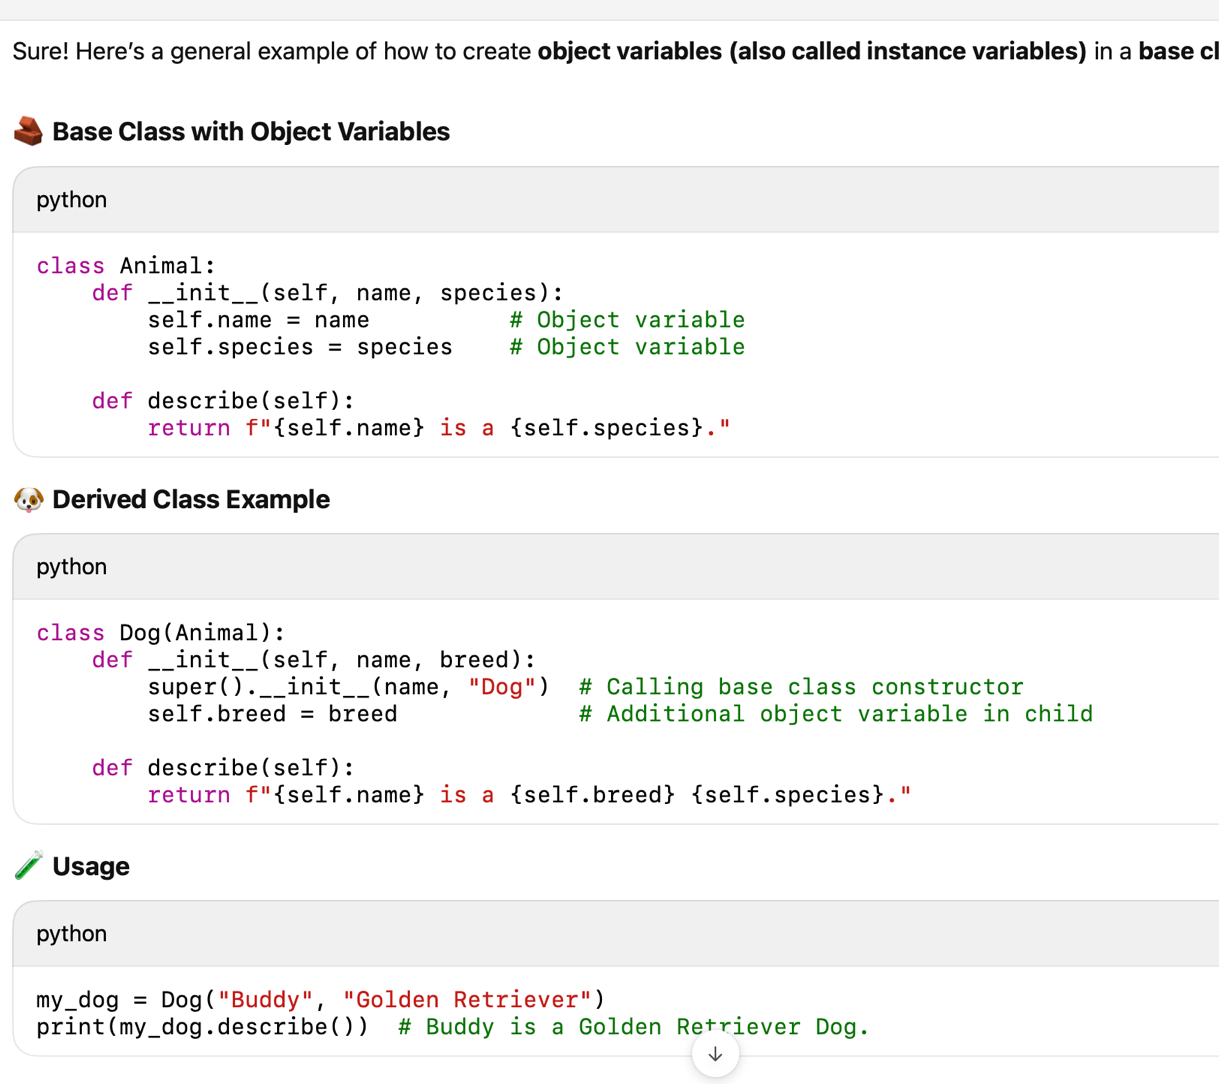 Sure! Here’s a general example of how to create object variables (also called instance variables) in a base cl
Base Class with Object Variables
python
class Animal:
    def __init__(self, name, species):
        self.name = name          # Object variable
        self.species = species    # Object variable
    def describe(self):
        return f"{self.name} is a {self.species}."
Derived Class Example
python
class Dog(Animal):
    def __init__(self, name, breed):
        super().__init__(name, "Dog")  # Calling base class constructor
        self.breed = breed             # Additional object variable in child
    def describe(self):
        return f"{self.name} is a {self.breed} {self.species}."
Usage
python
my_dog = Dog("Buddy", "Golden Retriever")
print(my_dog.describe())  # Buddy is a Golden Retriever Dog.